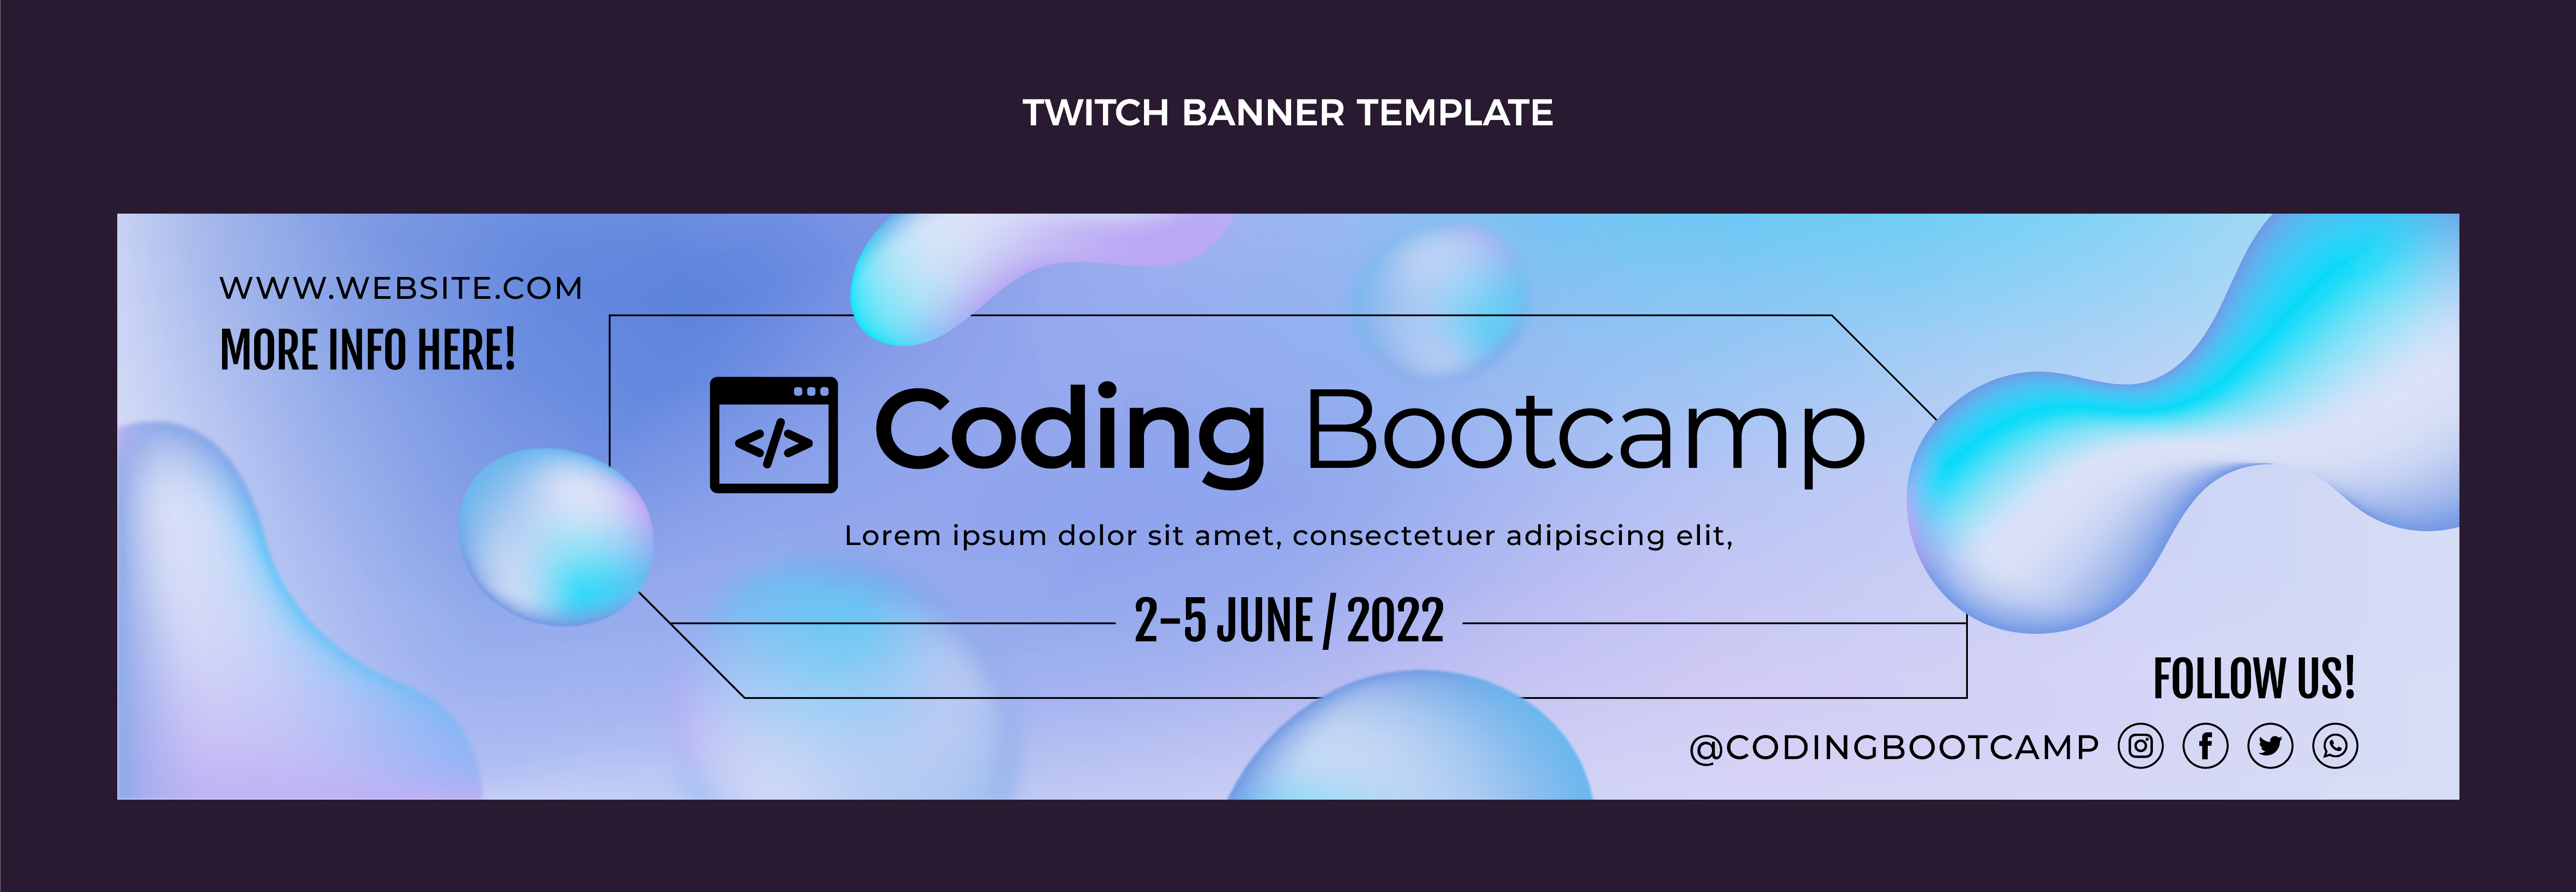 TWITCH BANNER TEMPLATE
WWW.WEBSITE.COM
MORE INFO HERE!
</> Coding Bootcamp
Lorem ipsum dolor sit amet, consectetuer adipiscing elit,
2-5 JUNE / 2022
FOLLOW US!
@CODINGBOOTCAMP